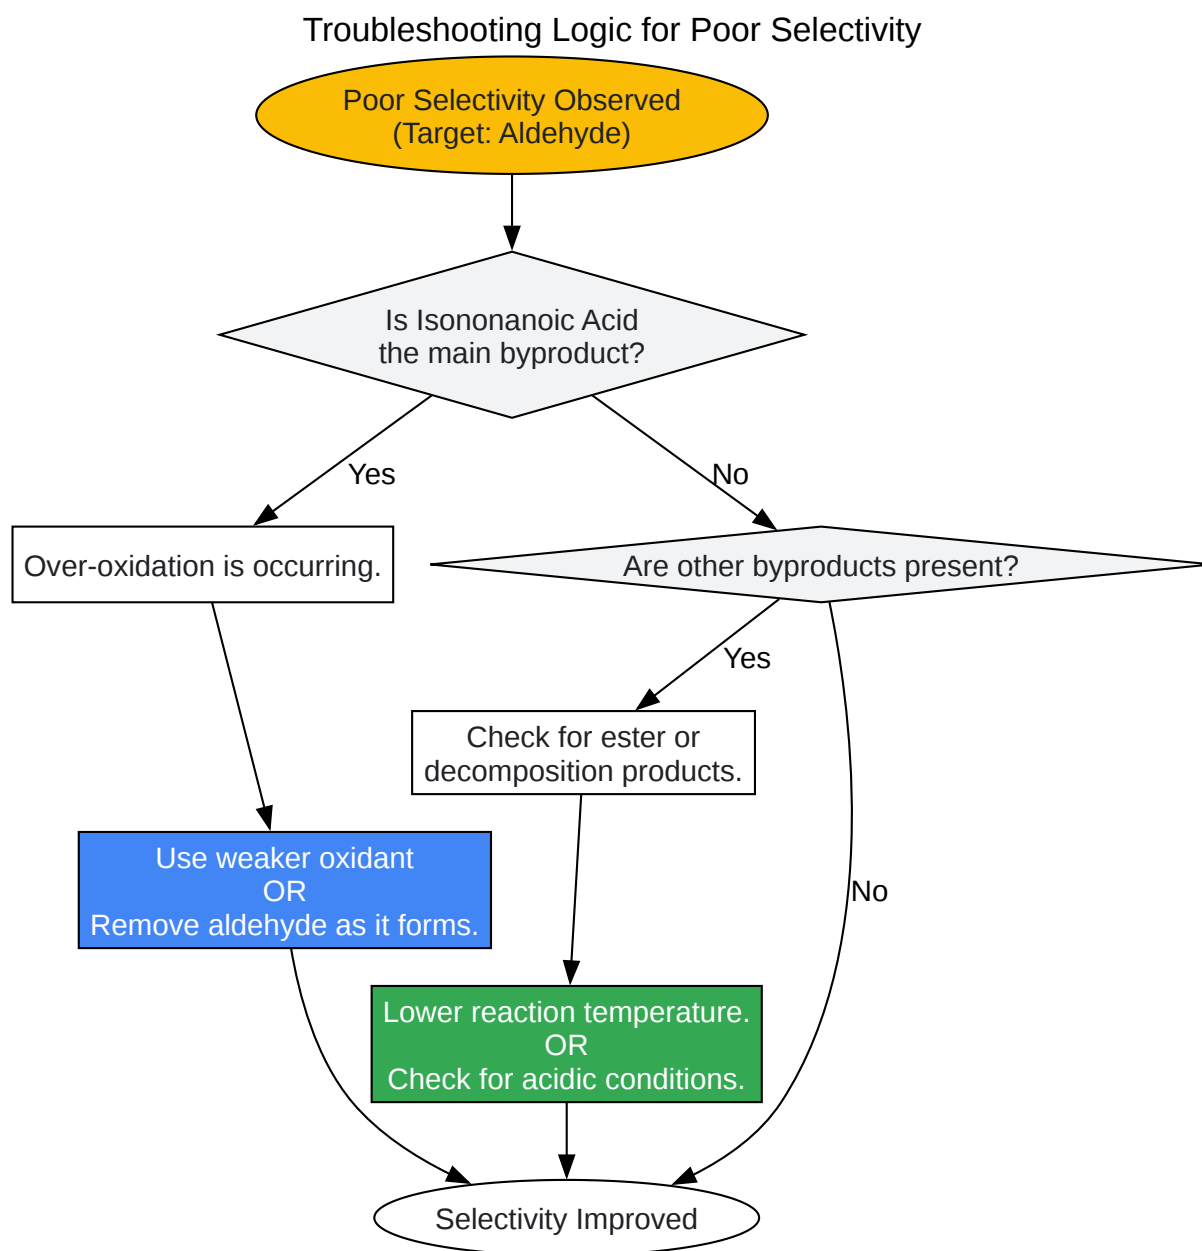 Troubleshooting Logic for Poor Selectivity
Poor Selectivity Observed
(Target: Aldehyde)
Is Isononanoic Acid
the main byproduct?
Yes
No
Over-oxidation is occurring.
Are other byproducts present?
Yes
Check for ester or
decomposition products.
Use weaker oxidant
OR
Remove aldehyde as it forms.
No
Lower reaction temperature.
OR
Check for acidic conditions.
Selectivity Improved